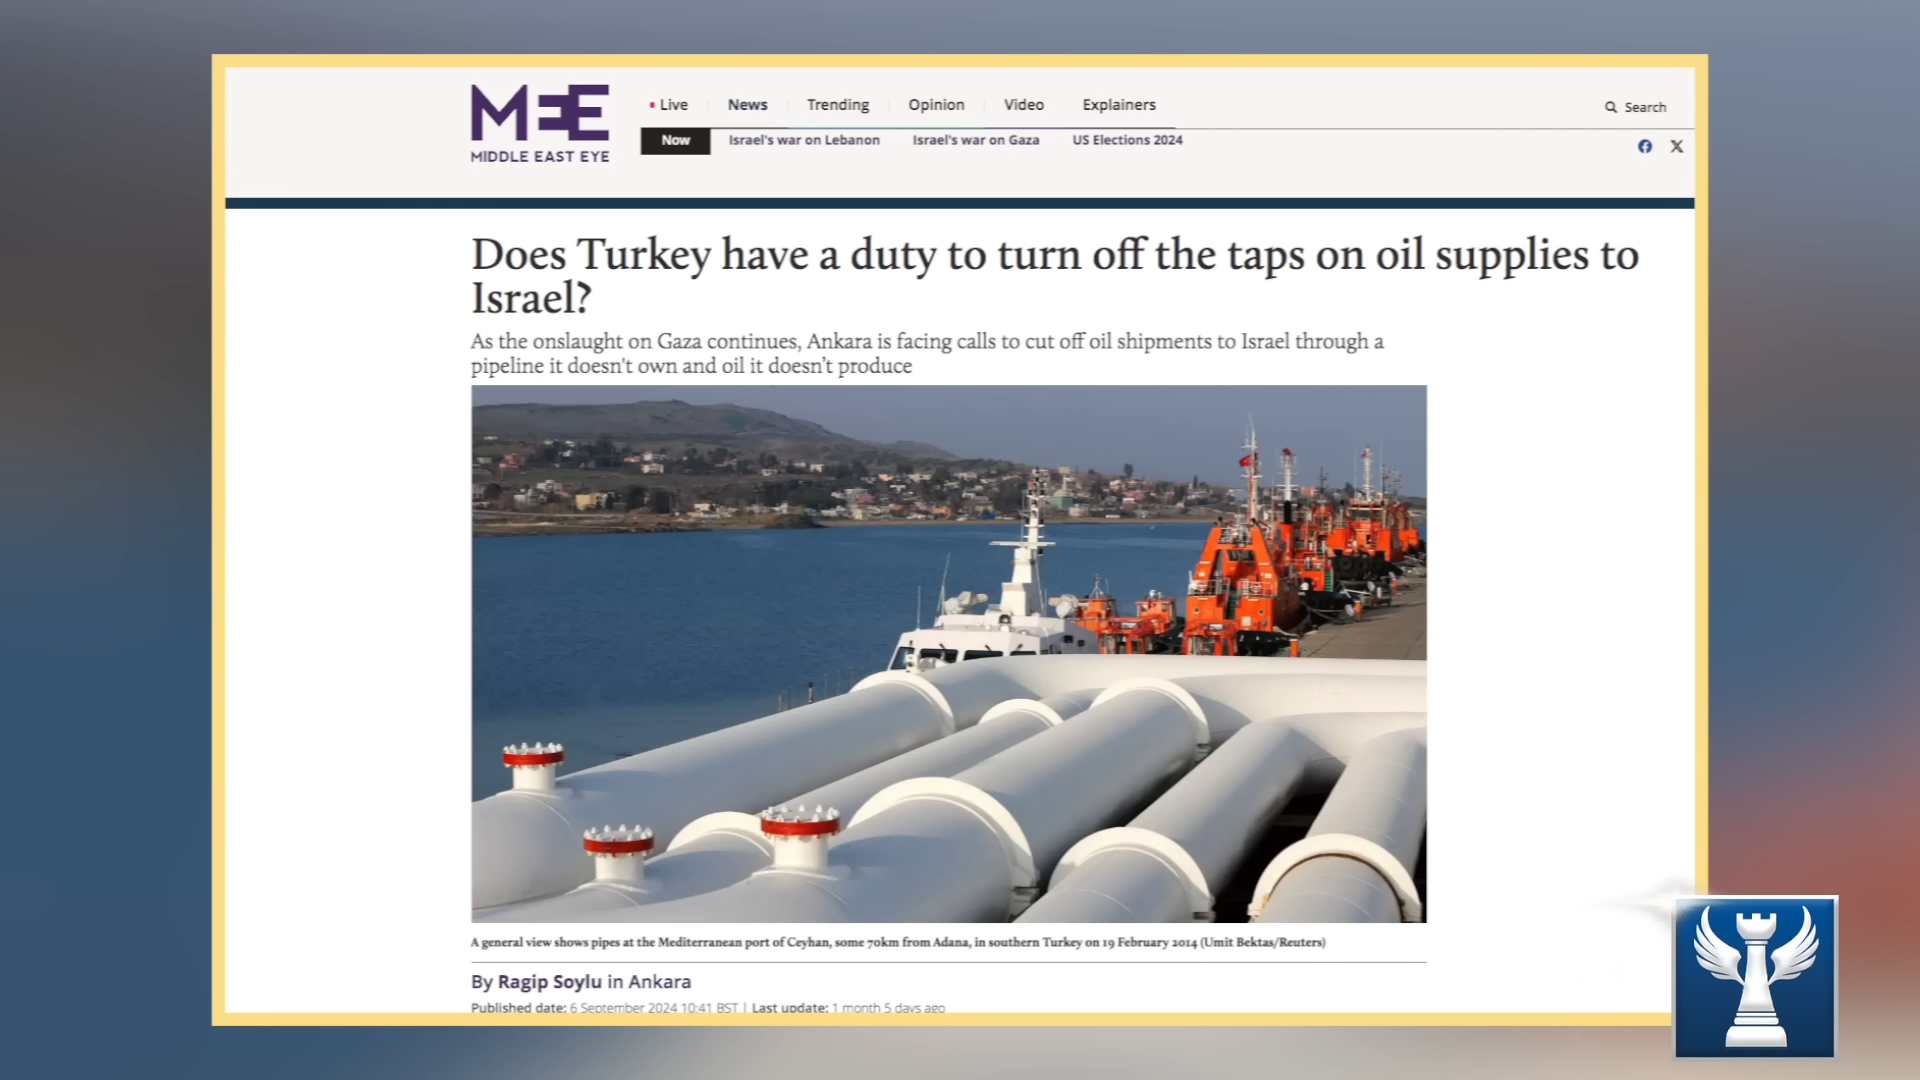 MEE
MIDDLE EAST EYE
Live
News
Trending
Opinion
Video
Explainers
Search
Now
Israel's war on Lebanon
Israel's war on Gaza
US Elections 2024
Does Turkey have a duty to turn off the taps on oil supplies to
Israel?
As the onslaught on Gaza continues, Ankara is facing calls to cut off oil shipments to Israel through a
pipeline it doesn't own and oil it doesn’t produce
A general view shows pipes at the Mediterranean port of Ceyhan, some 70km from Adana, in southern Turkey on 19 February 2014 (Umit Bektas/Reuters)
By Ragip Soylu in Ankara
Published date: 6 September 2024 10:41 BST | Last update: 1 month 5 days ago